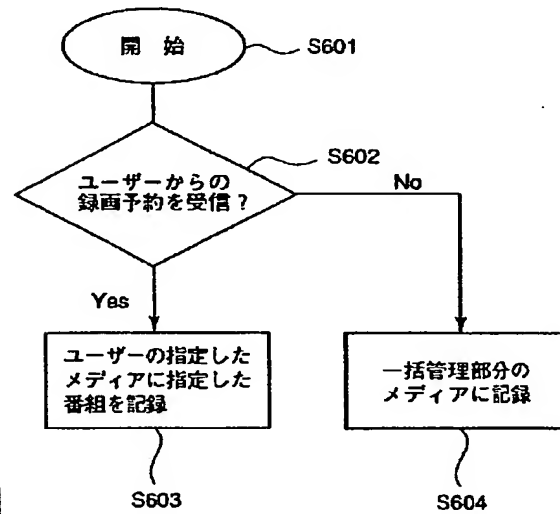 開 始
S601
S602
ユーザーからの
録画予約を受信？
No
Yes
ユーザーの指定した
メディアに指定した
番組を記録
一括管理部分の
メディアに記録
S603
S604